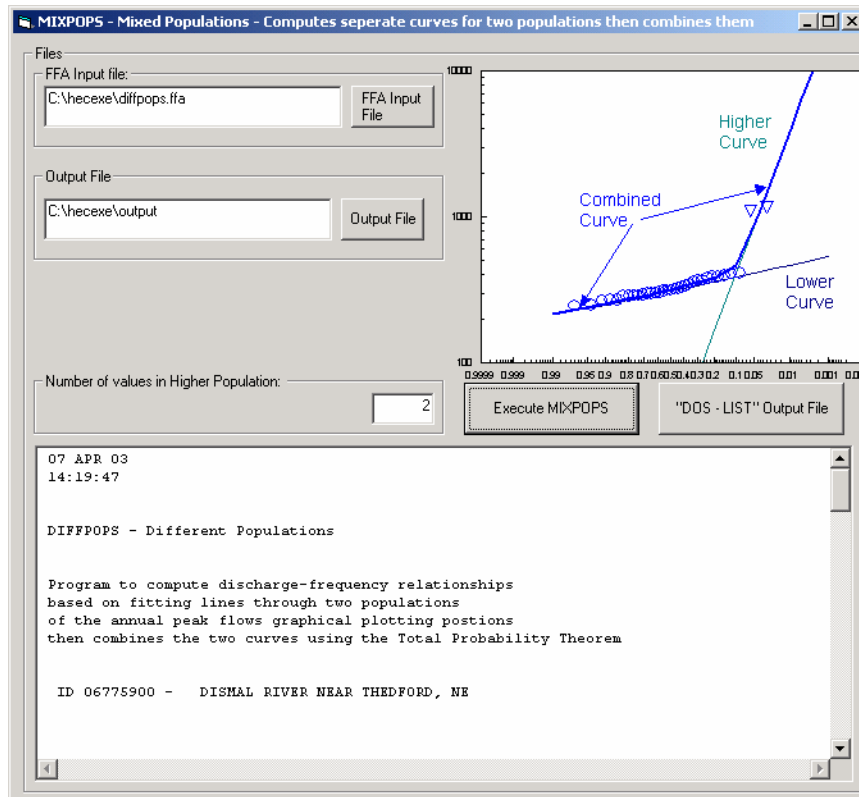 MIXPOPS - Mixed Populations - Computes seperate curves for two populations then combines them
Files
FFA Input file:
C:\hecexe\diffpops.ffa
FFA Input
File
Output File
C:\hecexe\output
Output File
Number of values in Higher Population:
2
10000
1000
100
Higher
Curve
Combined
Curve
Lower
Curve
0.9999 0.999 0.99 0.95 0.9 0.8 0.7 0.6 0.5 0.4 0.3 0.2 0.1 0.05 0.01 0.001
Execute MIXPOPS
"DOS - LIST" Output File
07 APR 03
14:19:47
DIFFPOPS - Different Populations
Program to compute discharge-frequency relationships
based on fitting lines through two populations
of the annual peak flows graphical plotting postions
then combines the two curves using the Total Probability Theorem
ID 06775900 - DISMAL RIVER NEAR THEDFORD, NE